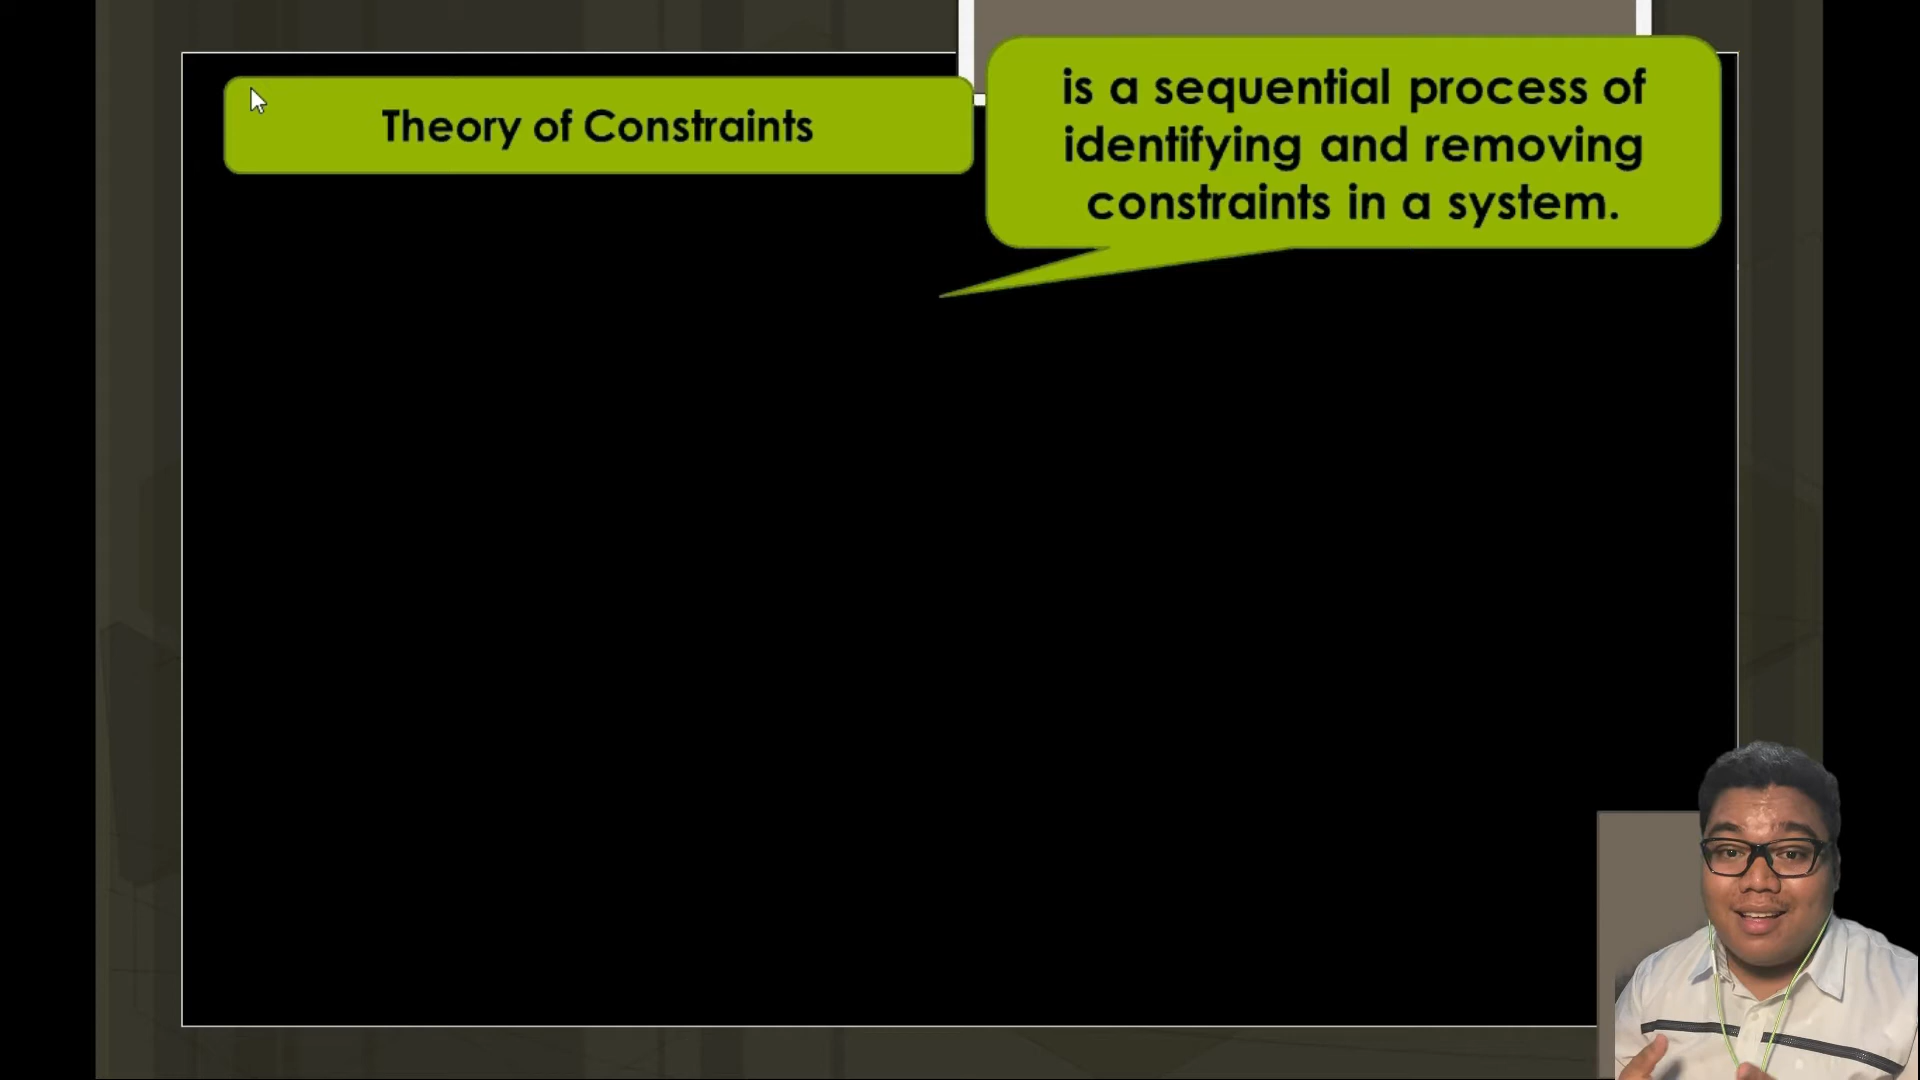 Theory of Constraints
is a sequential process of
identifying and removing
constraints in a system.